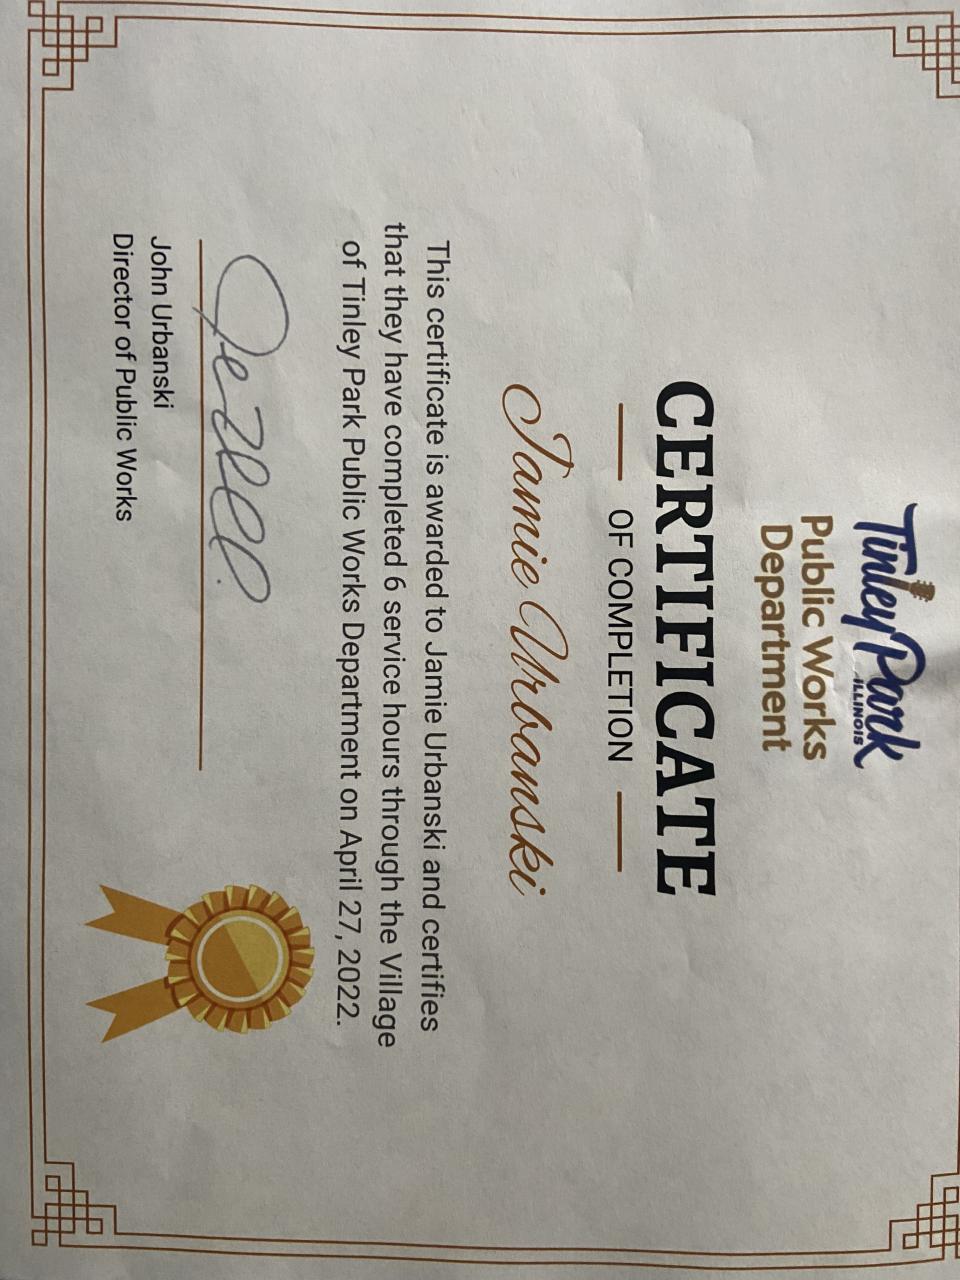 Tinley Park
ILLINOIS
Public Works
Department
CERTIFICATE
OF COMPLETION
Jamie Urbanski
This certificate is awarded to Jamie Urbanski and certifies
that they have completed 6 service hours through the Village
of Tinley Park Public Works Department on April 27, 2022.
John Urbanski
Director of Public Works